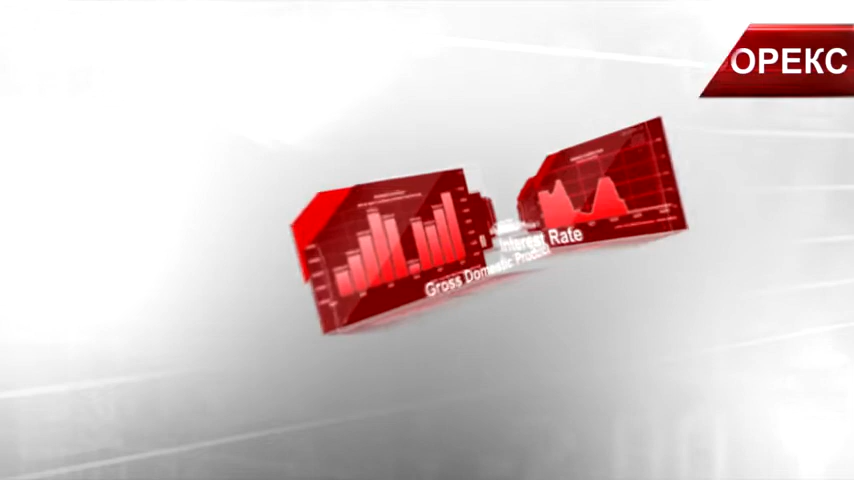 ОРЕКС
Interest Rate
Gross Domestic Product